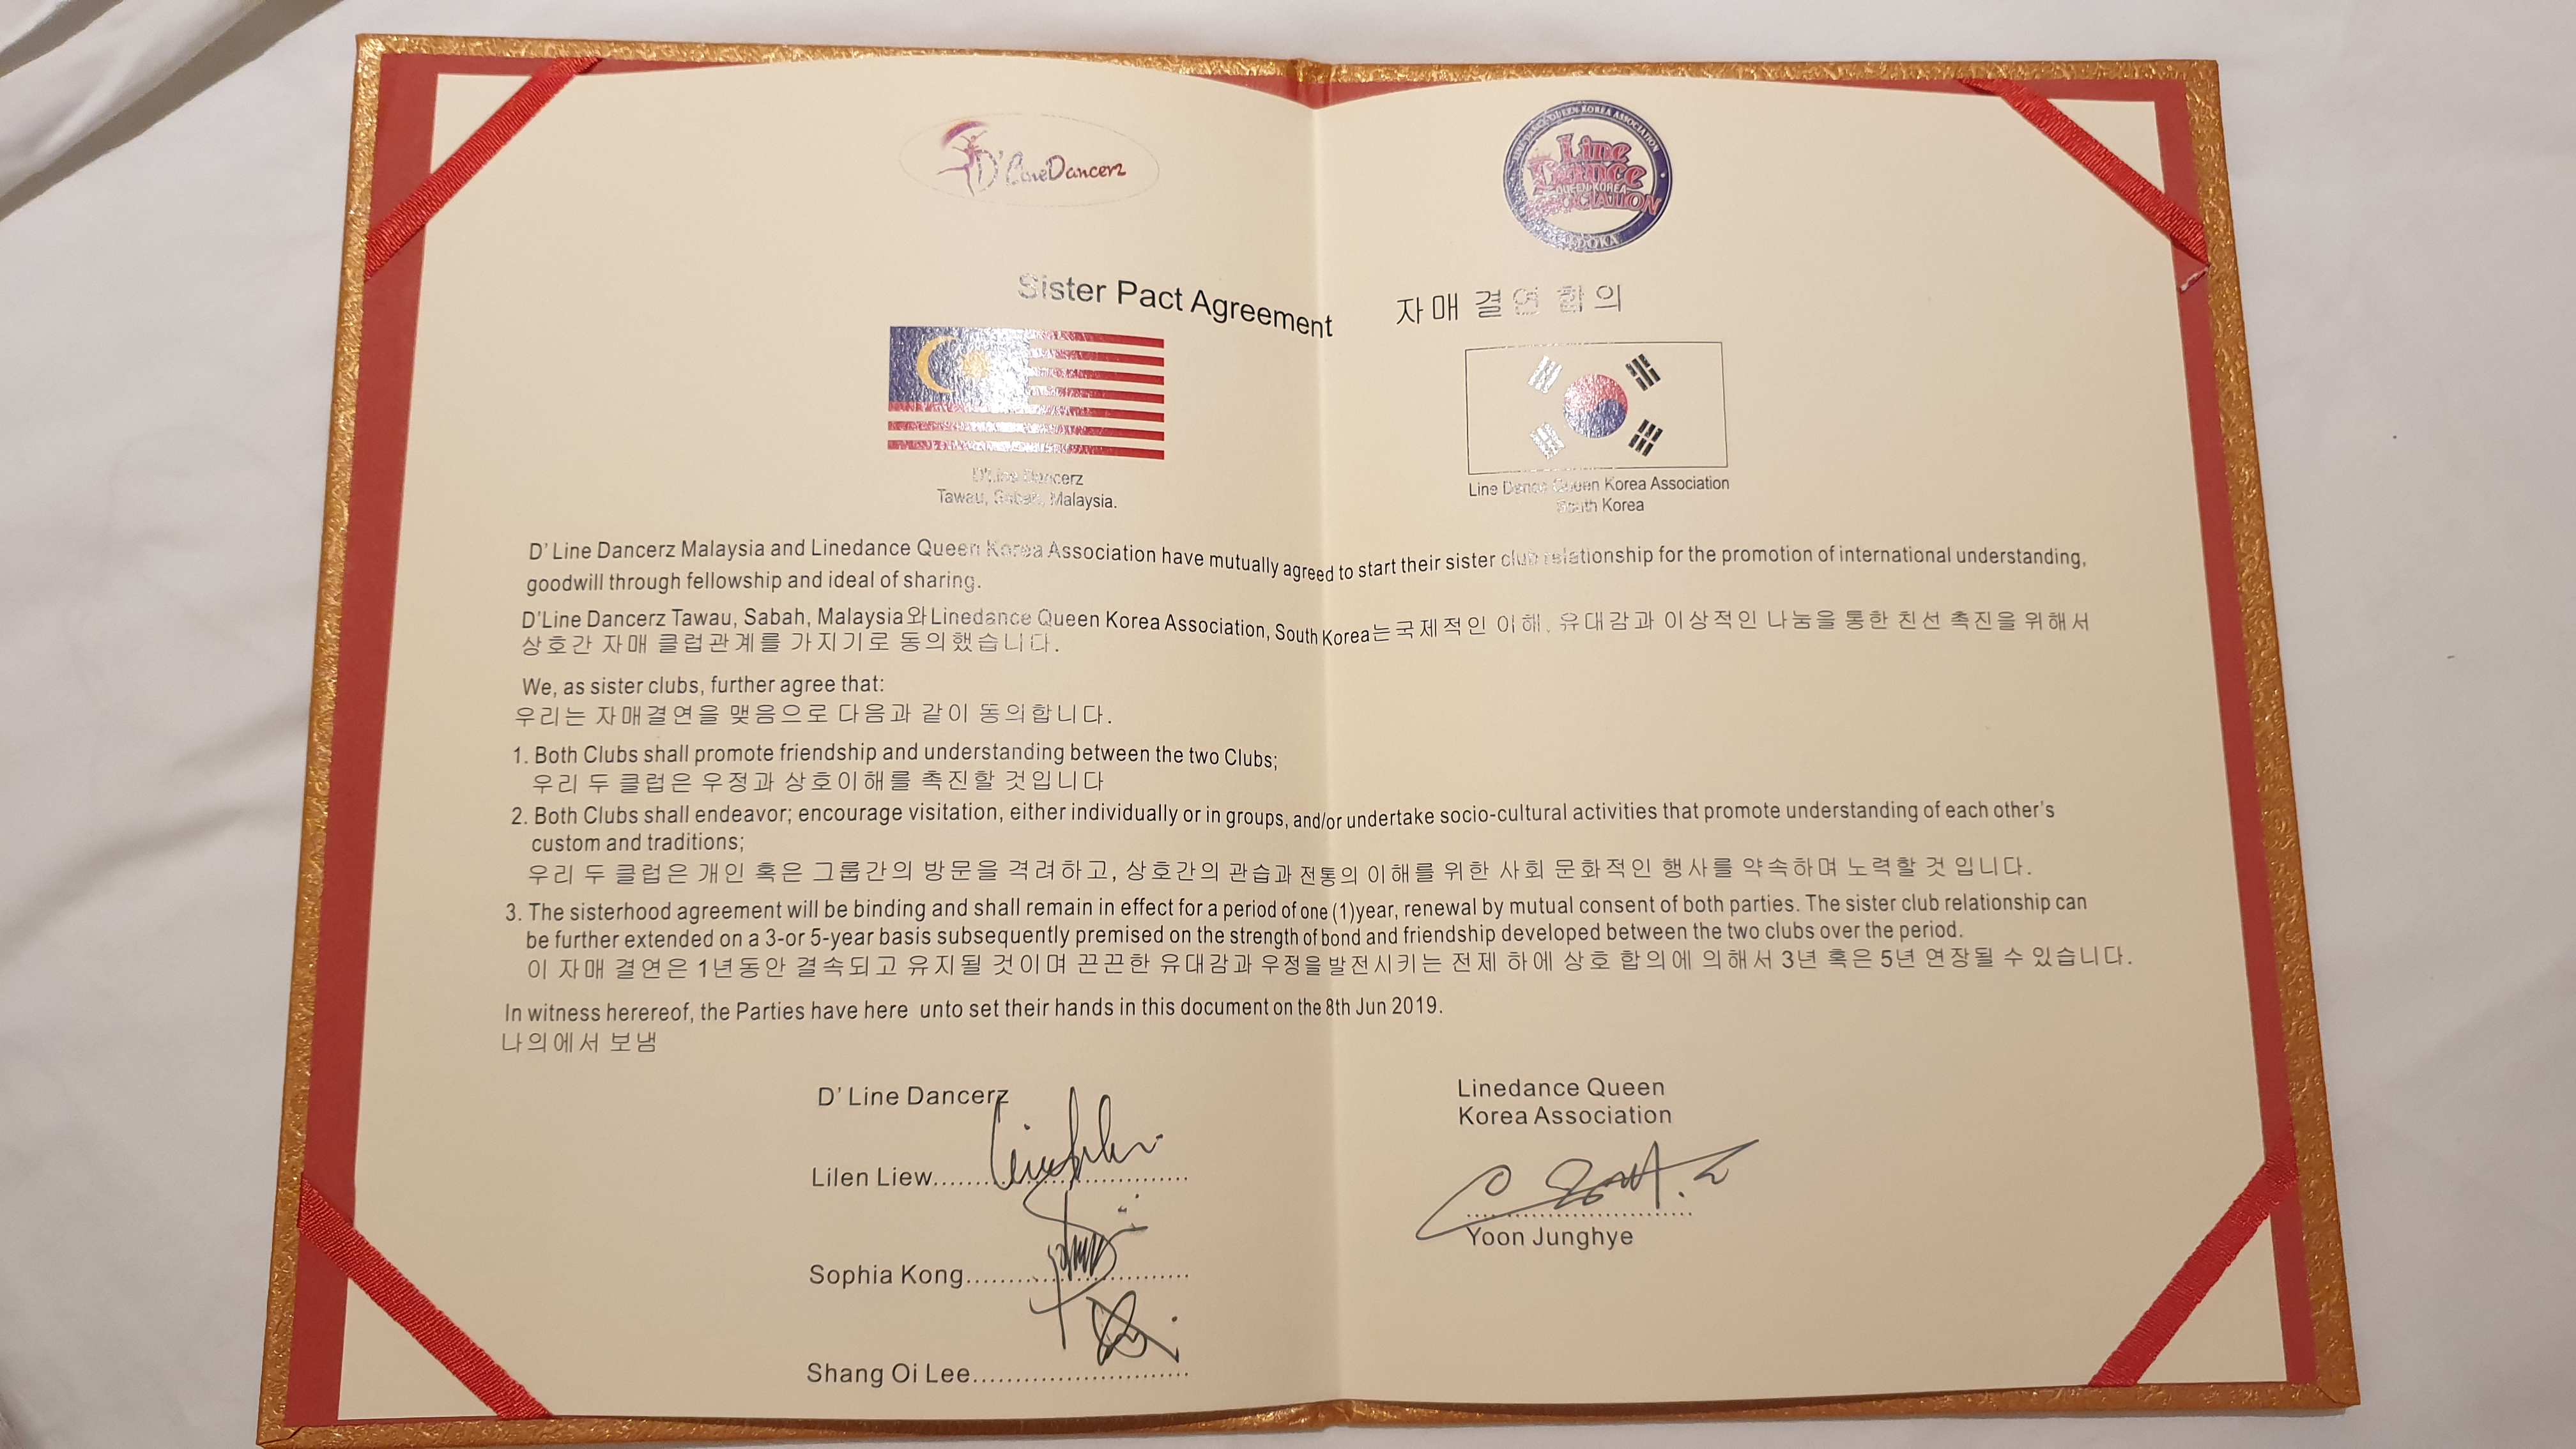 D'LineDancerz
LINE DANCE QUEEN KOREA ASSOCIATION
Line
Dance
QUEEN KOREA
ASSOCIATION
Sister Pact Agreement 자매 결연 합의
D'Line Dancerz
Tawau, Sabah, Malaysia.
Line Dance Queen Korea Association
South Korea
D' Line Dancerz Malaysia and Linedance Queen Korea Association have mutually agreed to start their sister club relationship for the promotion of international understanding,
goodwill through fellowship and ideal of sharing.
D'Line Dancerz Tawau, Sabah, Malaysia와 Linedance Queen Korea Association, South Korea는 국제적인 이해, 유대감과 이상적인 나눔을 통한 친선 촉진을 위해서
상호간 자매 클럽관계를 가지기로 동의했습니다.
We, as sister clubs, further agree that:
우리는 자매결연을 맺음으로 다음과 같이 동의합니다.
1. Both Clubs shall promote friendship and understanding between the two Clubs;
우리 두 클럽은 우정과 상호이해를 촉진할 것입니다
2. Both Clubs shall endeavor; encourage visitation, either individually or in groups, and/or undertake socio-cultural activities that promote understanding of each other's
custom and traditions;
우리 두 클럽은 개인 혹은 그룹간의 방문을 격려하고, 상호간의 관습과 전통의 이해를 위한 사회 문화적인 행사를 약속하며 노력할 것 입니다.
3. The sisterhood agreement will be binding and shall remain in effect for a period of one (1)year, renewal by mutual consent of both parties. The sister club relationship can
be further extended on a 3-or 5-year basis subsequently premised on the strength of bond and friendship developed between the two clubs over the period.
이 자매 결연은 1년동안 결속되고 유지될 것이며 끈끈한 유대감과 우정을 발전시키는 전제 하에 상호 합의에 의해서 3년 혹은 5년 연장될 수 있습니다.
In witness herereof, the Parties have here unto set their hands in this document on the 8th Jun 2019.
나의에서 보냄
D' Line Dancerz
Lilen Liew
Sophia Kong
Shang Oi Lee
Linedance Queen
Korea Association
Yoon Junghye